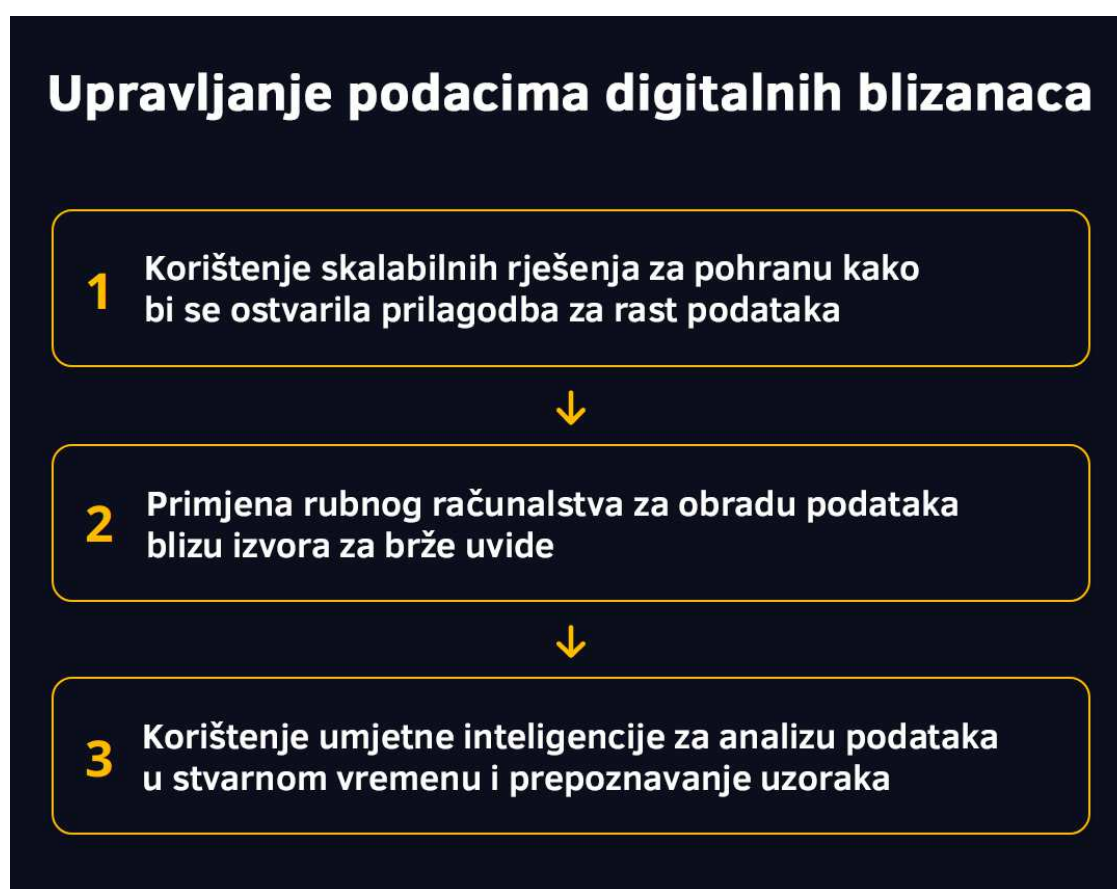 Upravljanje podacima digitalnih blizanaca
1
Korištenje skalabilnih rješenja za pohranu kako
bi se ostvarila prilagodba za rast podataka
2
Primjena rubnog računalstva za obradu podataka
blizu izvora za brže uvide
3
Korištenje umjetne inteligencije za analizu podataka
u stvarnom vremenu i prepoznavanje uzoraka